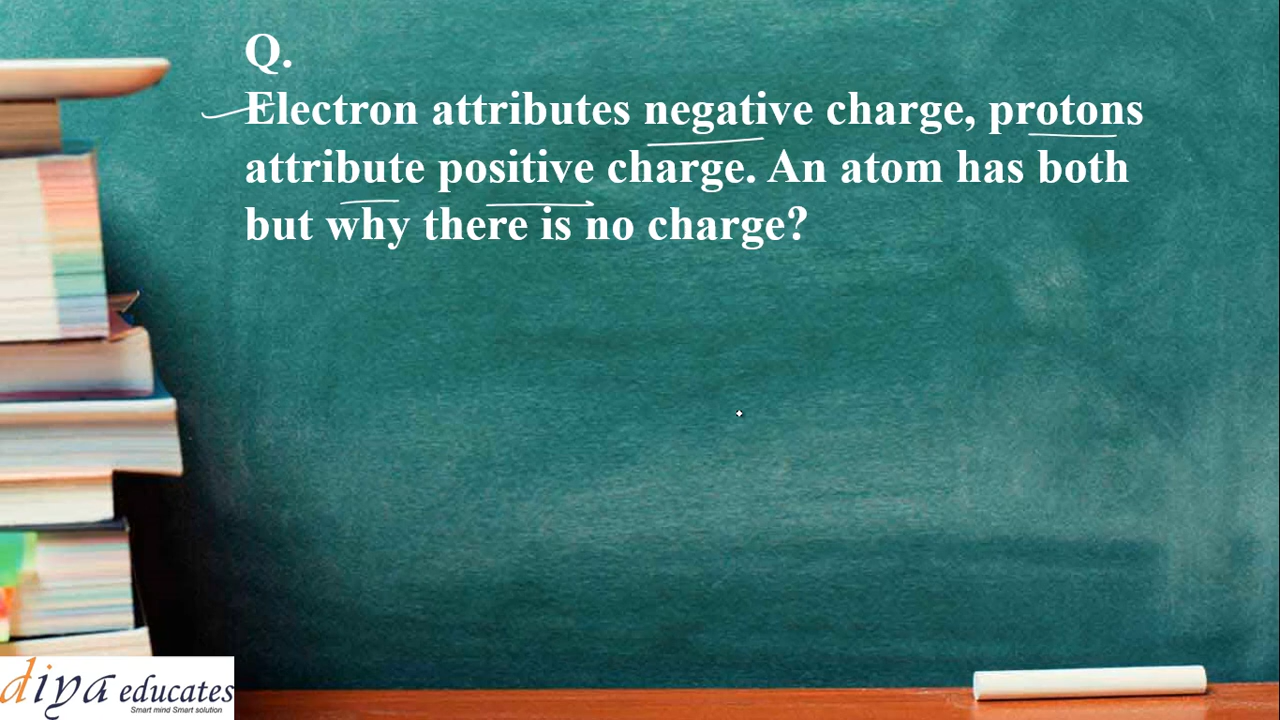 Q.
Electron attributes negative charge, protons
attribute positive charge. An atom has both
but why there is no charge?
diya educates
Smart mind Smart solution